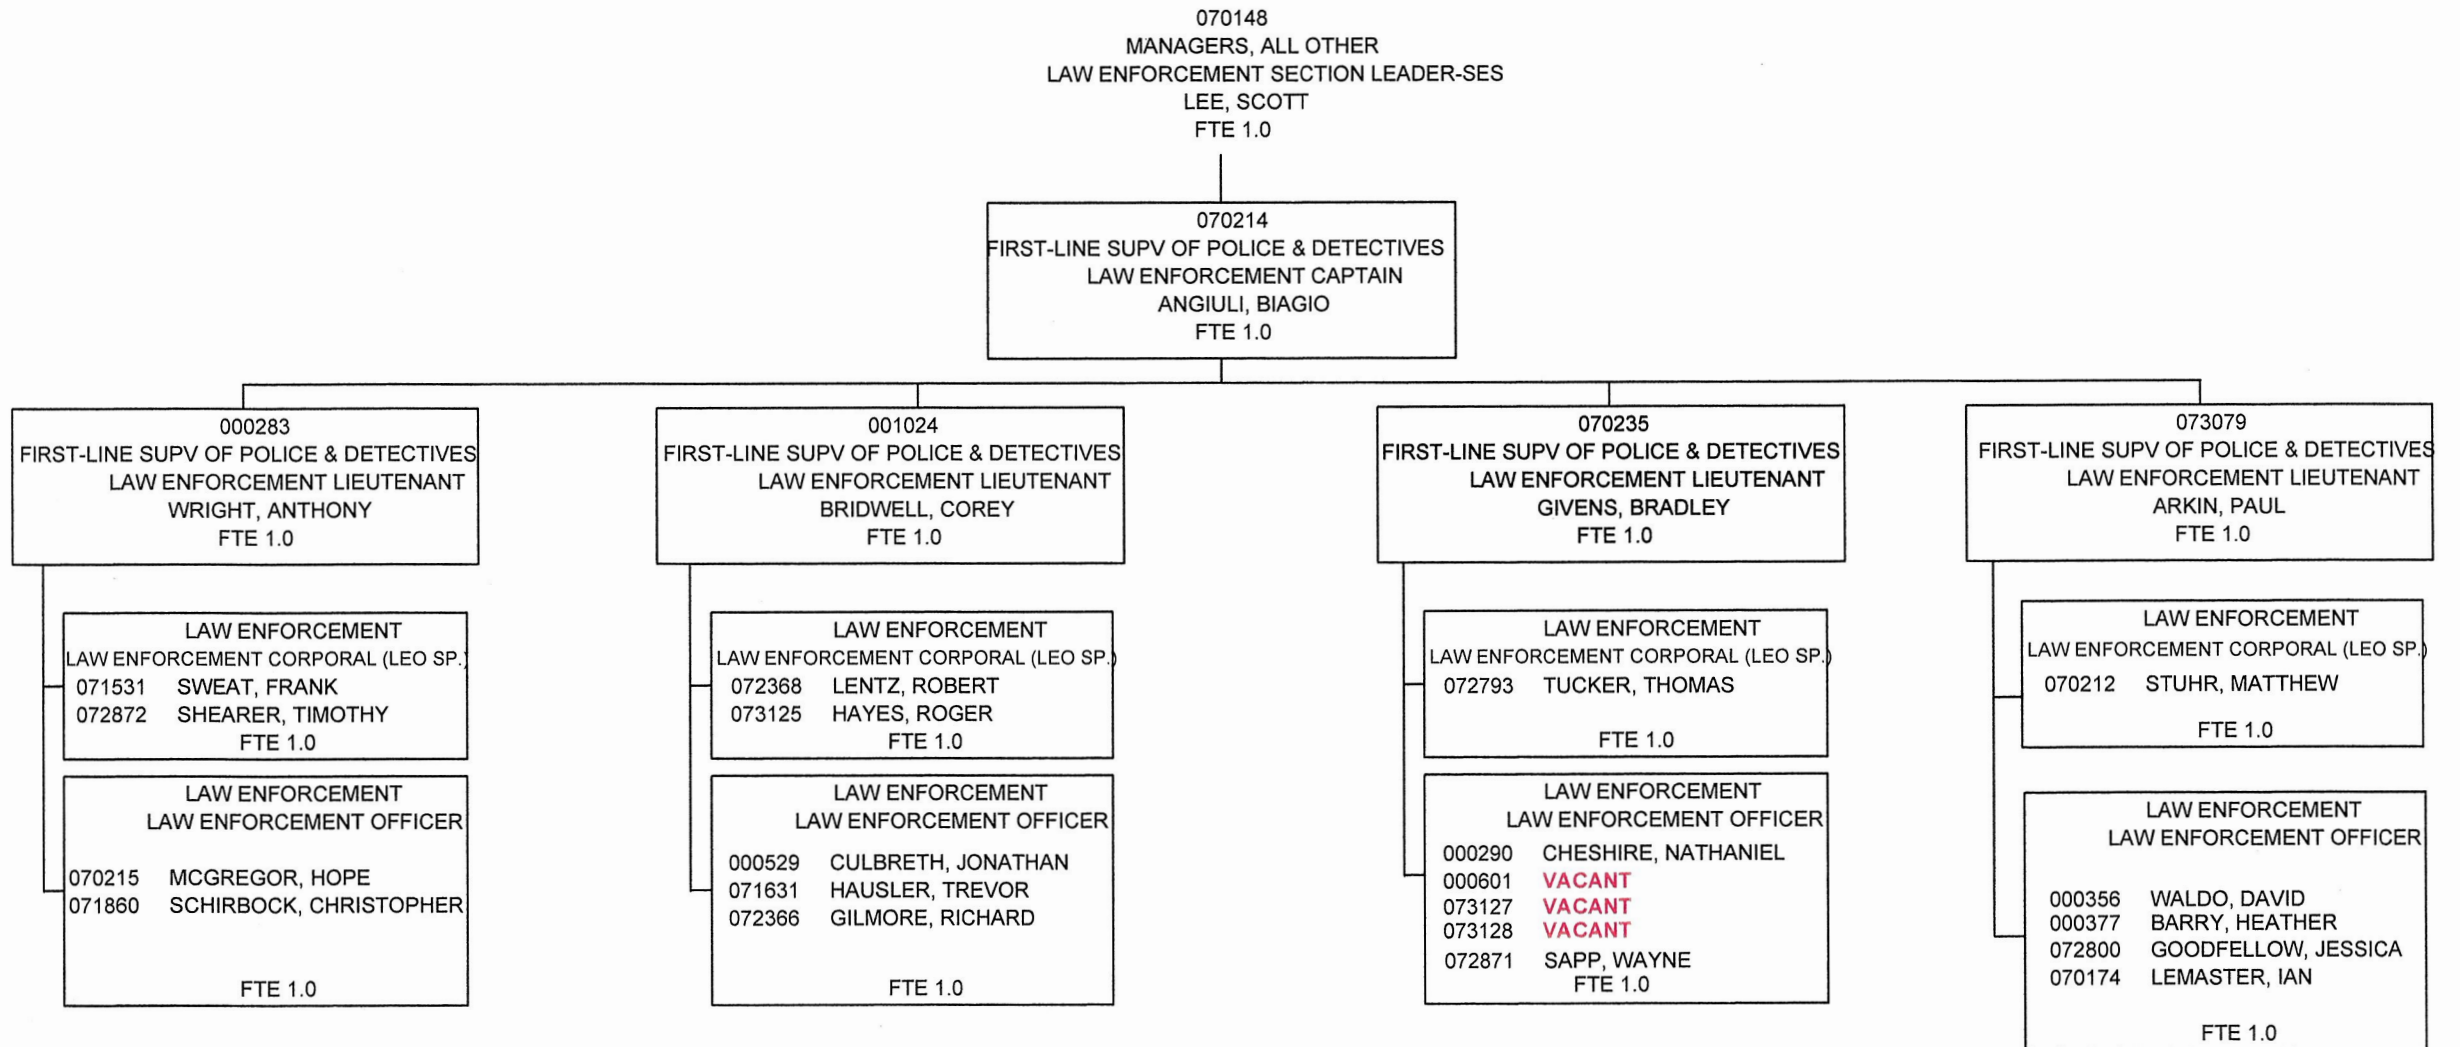 070148
MANAGERS, ALL OTHER
LAW ENFORCEMENT SECTION LEADER-SES
LEE, SCOTT
FTE 1.0
070214
FIRST-LINE SUPV OF POLICE & DETECTIVES
LAW ENFORCEMENT CAPTAIN
ANGIULI, BIAGIO
FTE 1.0
000283
FIRST-LINE SUPV OF POLICE & DETECTIVES
LAW ENFORCEMENT LIEUTENANT
WRIGHT, ANTHONY
FTE 1.0
LAW ENFORCEMENT
LAW ENFORCEMENT CORPORAL (LEO SP.)
071531 SWEAT, FRANK
072872 SHEARER, TIMOTHY
FTE 1.0
LAW ENFORCEMENT
LAW ENFORCEMENT OFFICER
070215 MCGREGOR, HOPE
071860 SCHIRBOCK, CHRISTOPHER
FTE 1.0
001024
FIRST-LINE SUPV OF POLICE & DETECTIVES
LAW ENFORCEMENT LIEUTENANT
BRIDWELL, COREY
FTE 1.0
LAW ENFORCEMENT
LAW ENFORCEMENT CORPORAL (LEO SP.)
072368 LENTZ, ROBERT
073125 HAYES, ROGER
FTE 1.0
LAW ENFORCEMENT
LAW ENFORCEMENT OFFICER
000529 CULBRETH, JONATHAN
071631 HAUSLER, TREVOR
072366 GILMORE, RICHARD
FTE 1.0
070235
FIRST-LINE SUPV OF POLICE & DETECTIVES
LAW ENFORCEMENT LIEUTENANT
GIVENS, BRADLEY
FTE 1.0
LAW ENFORCEMENT
LAW ENFORCEMENT CORPORAL (LEO SP.)
072793 TUCKER, THOMAS
FTE 1.0
LAW ENFORCEMENT
LAW ENFORCEMENT OFFICER
000290 CHESHIRE, NATHANIEL
000601 VACANT
073127 VACANT
073128 VACANT
072871 SAPP, WAYNE
FTE 1.0
073079
FIRST-LINE SUPV OF POLICE & DETECTIVES
LAW ENFORCEMENT LIEUTENANT
ARKIN, PAUL
FTE 1.0
LAW ENFORCEMENT
LAW ENFORCEMENT CORPORAL (LEO SP.)
070212 STUHR, MATTHEW
FTE 1.0
LAW ENFORCEMENT
LAW ENFORCEMENT OFFICER
000356 WALDO, DAVID
000377 BARRY, HEATHER
072800 GOODFELLOW, JESSICA
070174 LEMASTER, IAN
FTE 1.0